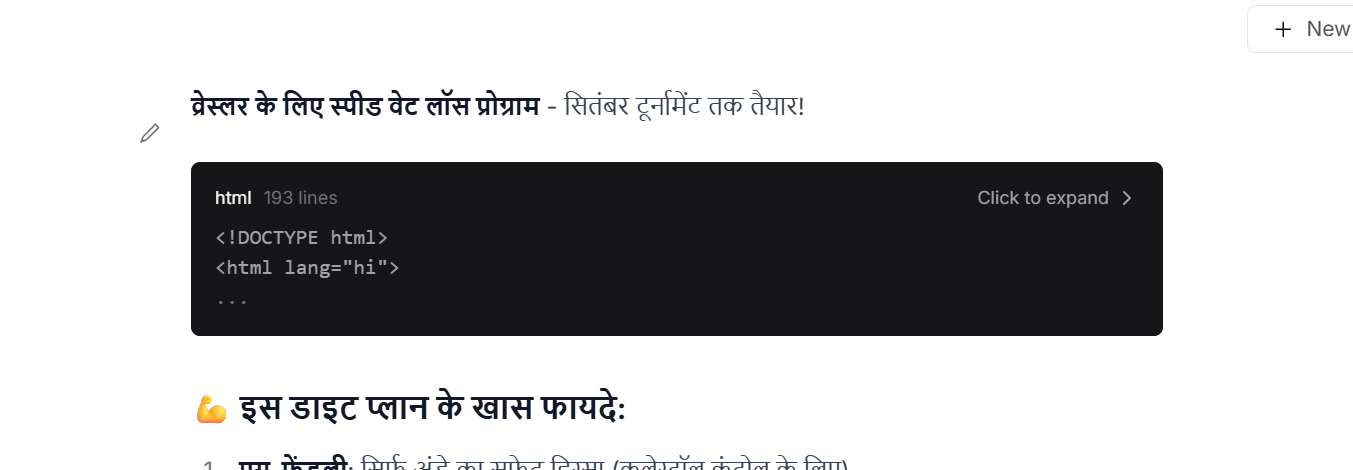 New
व्रेस्लर के लिए स्पीड वेट लॉस प्रोग्राम - सितंबर टूर्नामेंट तक तैयार!
html 193 lines Click to expand
<!DOCTYPE html>
<html lang="hi">
...
💪 इस डाइट प्लान के खास फायदे:
1. सिर्फ अंडे का सफेद हिस्सा (कोलेस्ट्रॉल कंट्रोल के लिए)